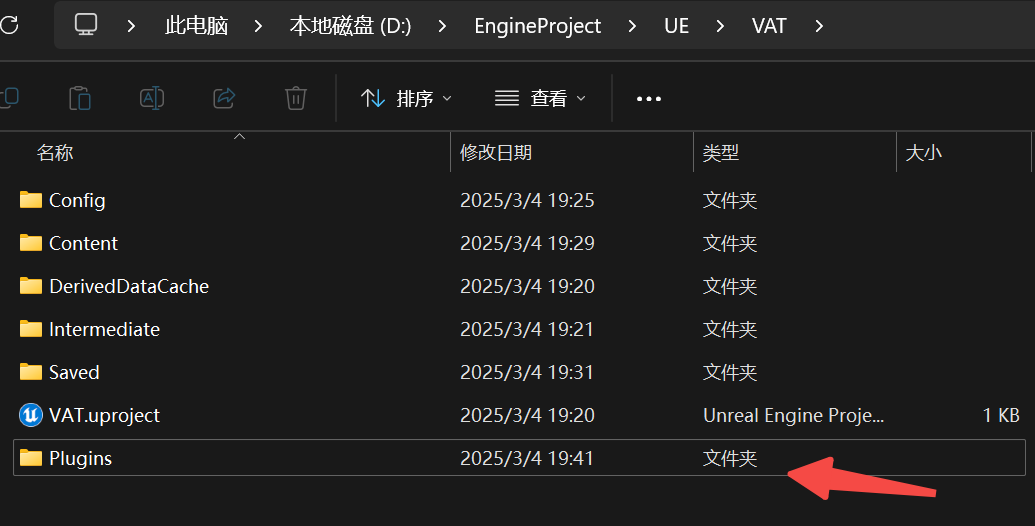 此电脑 > 本地磁盘 (D:) > EngineProject > UE > VAT >
排序 查看
名称 修改日期 类型 大小
Config 2025/3/4 19:25 文件夹
Content 2025/3/4 19:29 文件夹
DerivedDataCache 2025/3/4 19:20 文件夹
Intermediate 2025/3/4 19:21 文件夹
Saved 2025/3/4 19:31 文件夹
VAT.uproject 2025/3/4 19:20 Unreal Engine Proje... 1 KB
Plugins 2025/3/4 19:41 文件夹